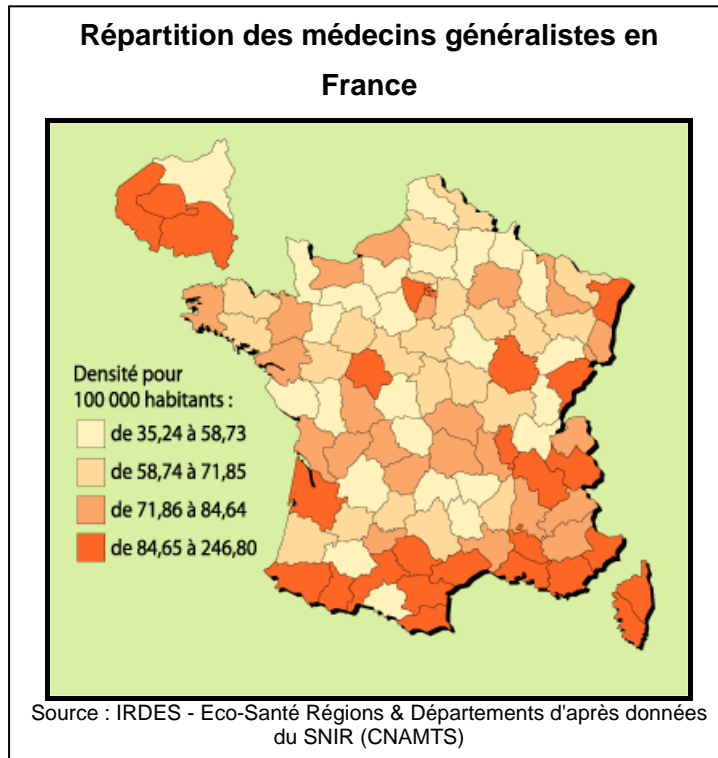 Répartition des médecins généralistes en
France
Densité pour
100 000 habitants :
de 35,24 à 58,73
de 58,74 à 71,85
de 71,86 à 84,64
de 84,65 à 246,80
Source : IRDES - Eco-Santé Régions & Départements d'après données
du SNIR (CNAMTS)